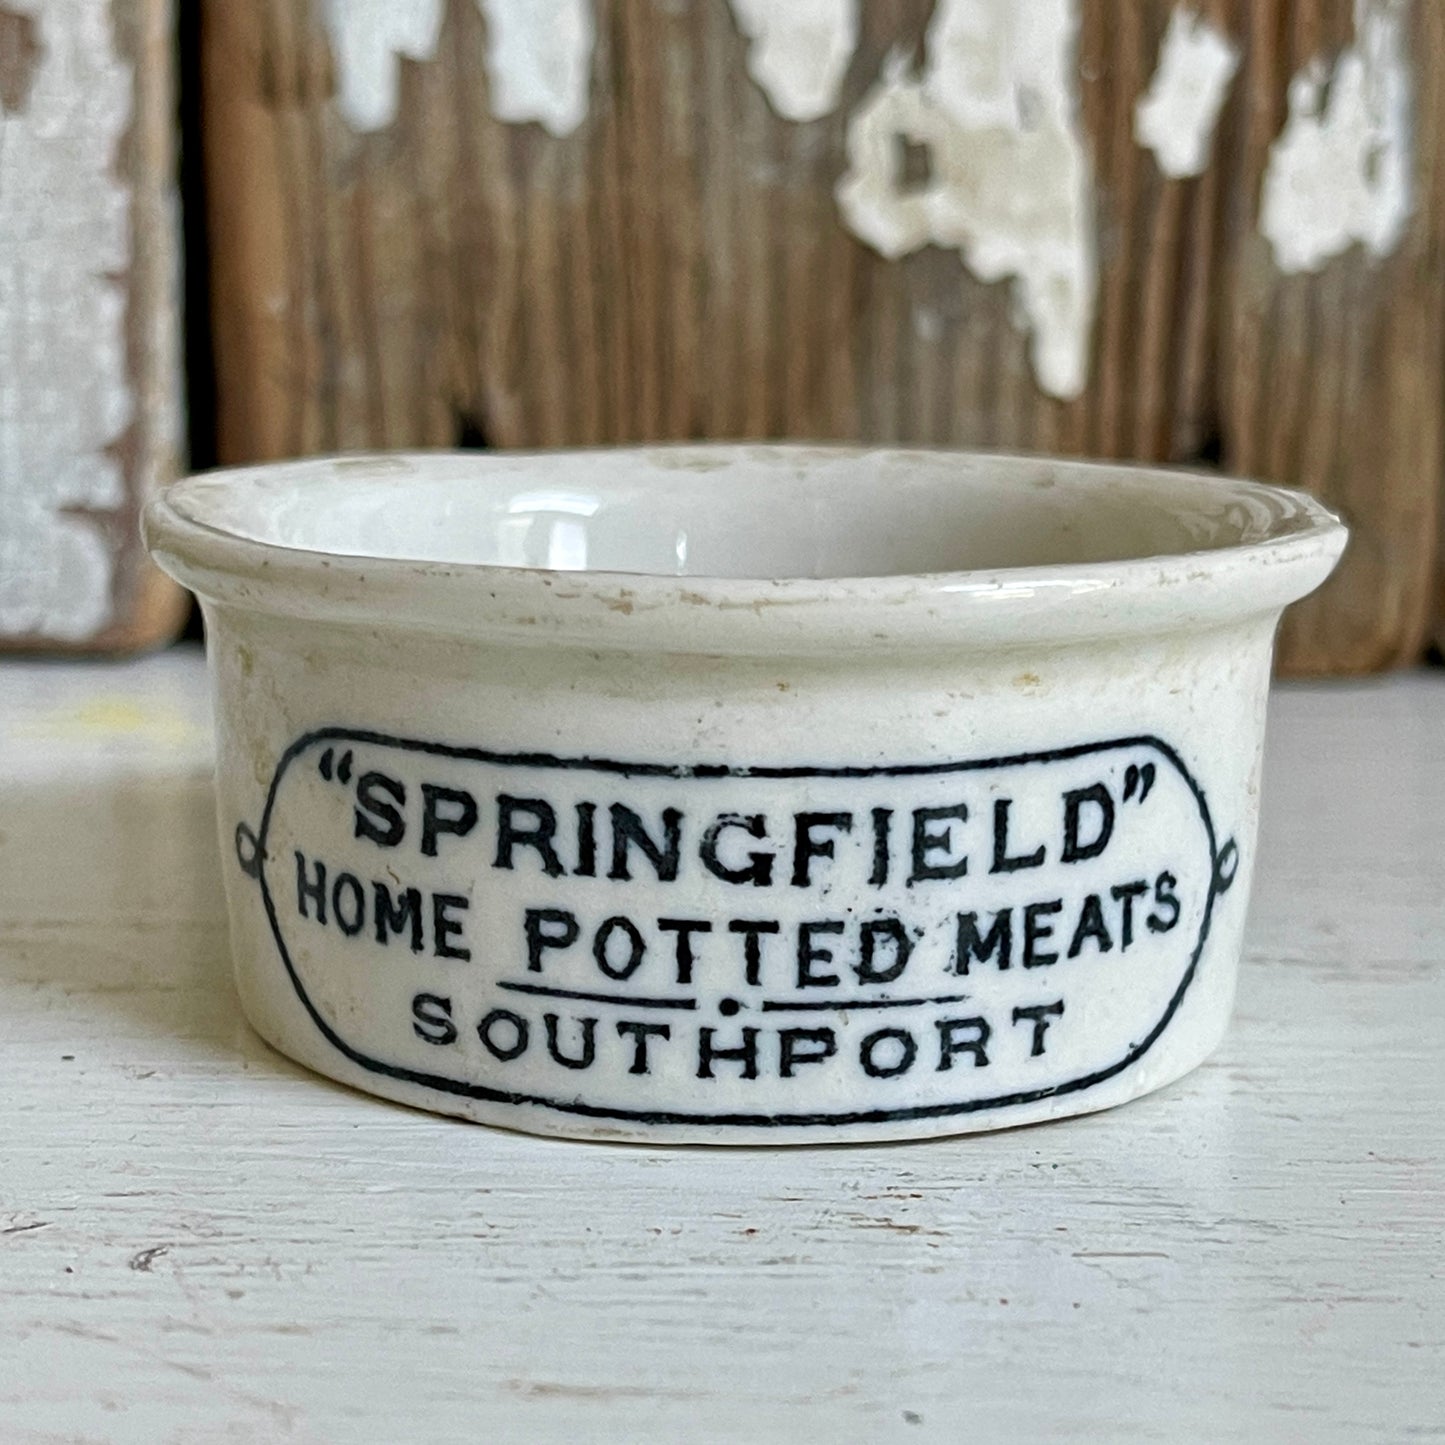 “SPRINGFIELD”
HOME POTTED MEATS
SOUTHPORT